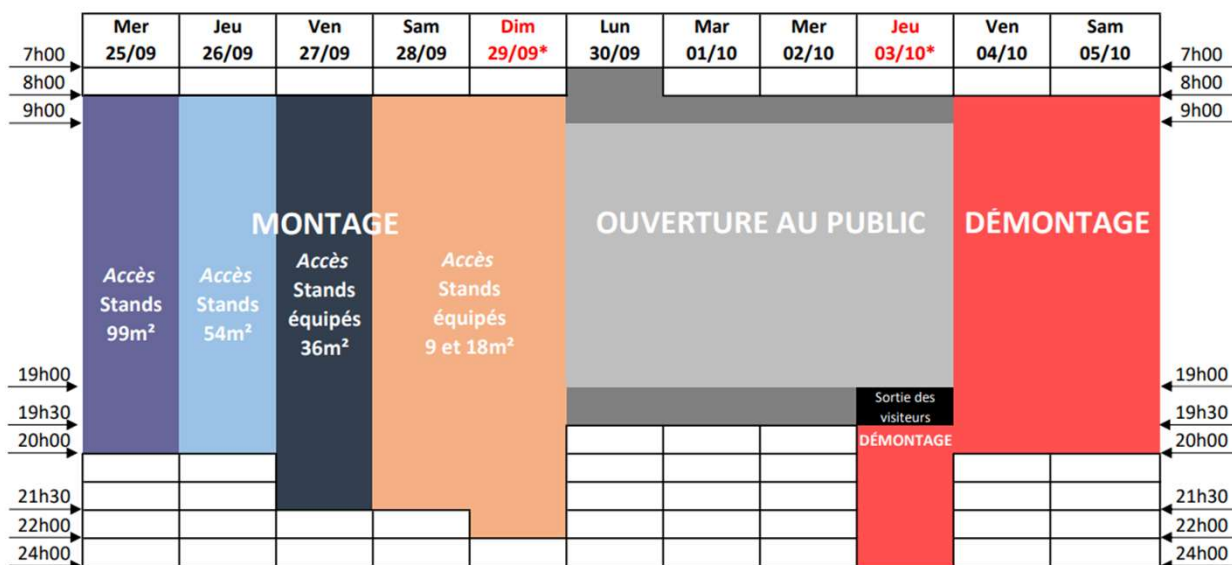 Mer Jeu Ven Sam Dim Lun Mar Mer Jeu Ven Sam
25/09 26/09 27/09 28/09 29/09* 30/09 01/10 02/10 03/10* 04/10 05/10
7h00 7h00
8h00 8h00
9h00 9h00
MONTAGE OUVERTURE AU PUBLIC DÉMONTAGE
Accès
Stands
99m²
Accès
Stands
54m²
Accès
Stands
équipés
36m²
Accès
Stands
équipés
9 et 18m²
19h00 19h00
Sortie des
visiteurs
19h30 19h30
DÉMONTAGE
20h00 20h00
21h30 21h30
22h00 22h00
24h00 24h00